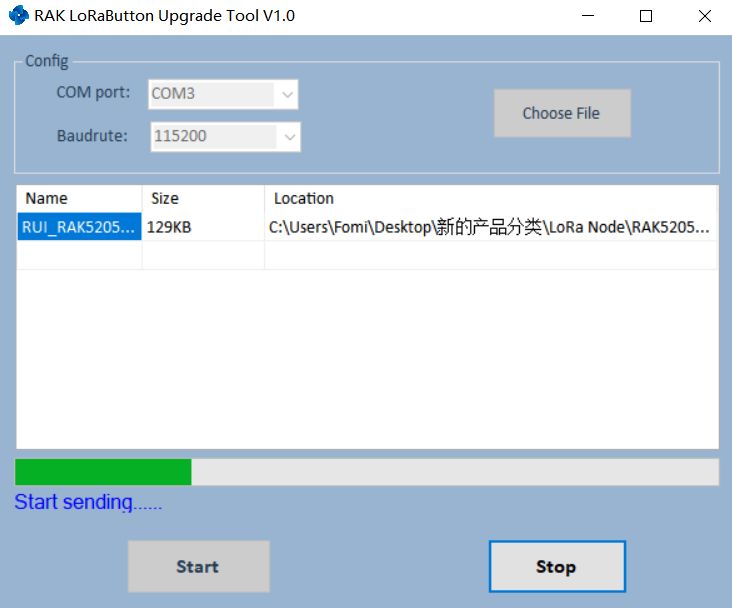 RAK LoRaButton Upgrade Tool V1.0
Config
COM port: COM3
Choose File
Baudrute: 115200
Name Size Location
RUI_RAK5205... 129KB C:\Users\Fomi\Desktop\新的产品分类\LoRa Node\RAK5205...
Start sending......
Start Stop